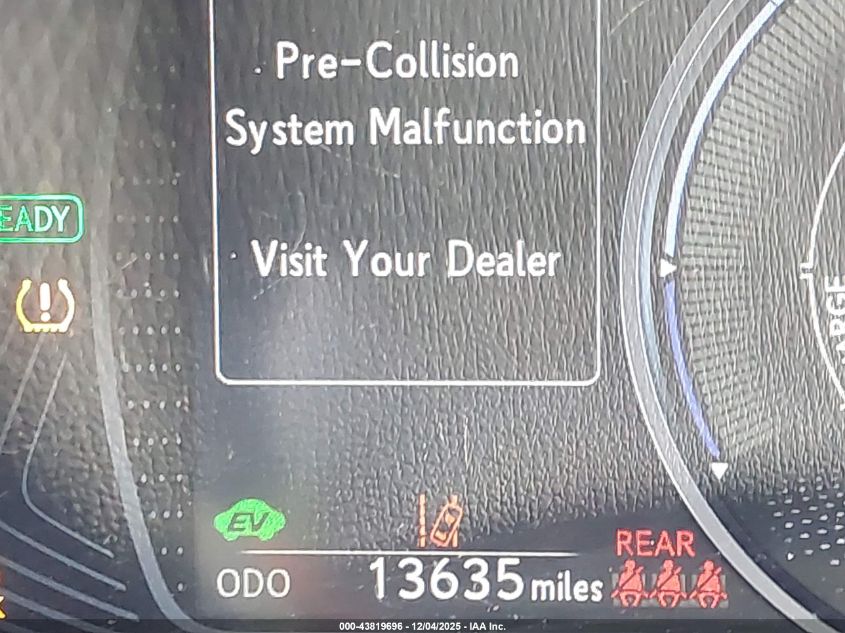 Pre-Collision
System Malfunction
Visit Your Dealer
EADY
EV
ODO 13635 miles
REAR
000-43819696 - 12/04/2025 - IAA Inc.